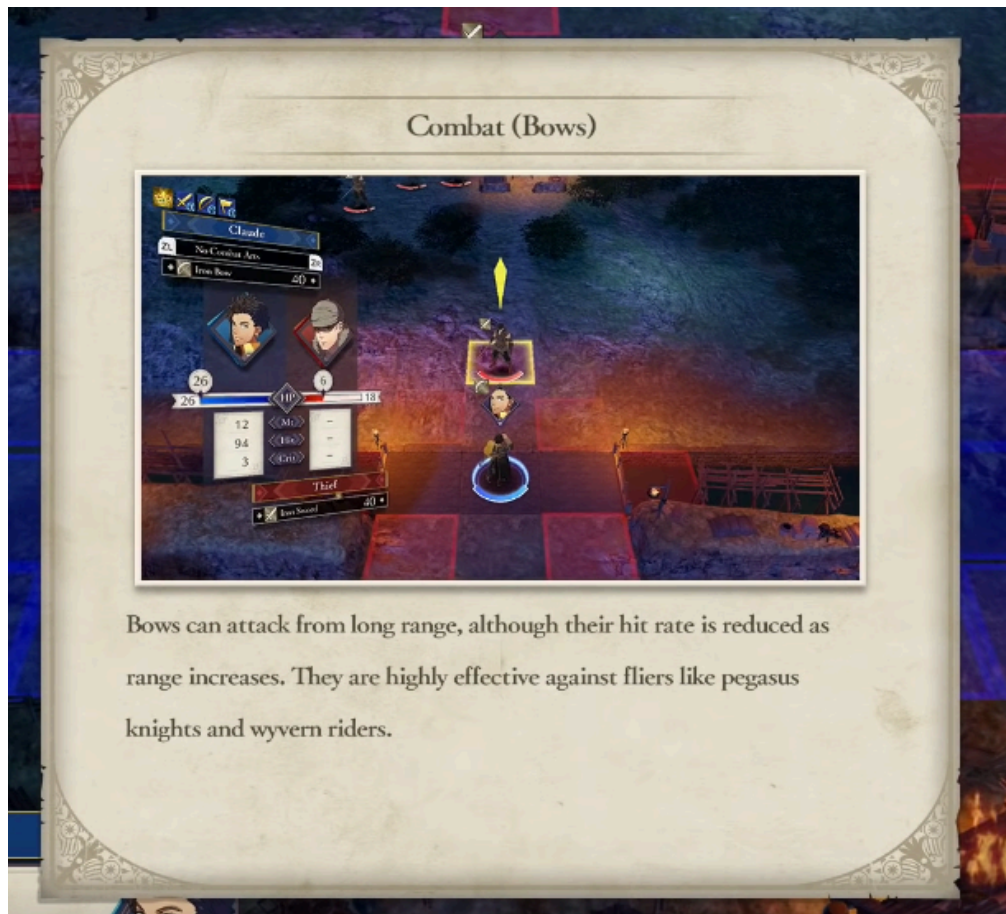 Combat (Bows)
Claude
ZL
No Combat Arts
ZR
Iron Bow
40
26
6
26
HP
18
12
Mt
-
94
Hit
-
3
Crit
-
Thief
Iron Sword
40
Bows can attack from long range, although their hit rate is reduced as
range increases. They are highly effective against fliers like pegasus
knights and wyvern riders.